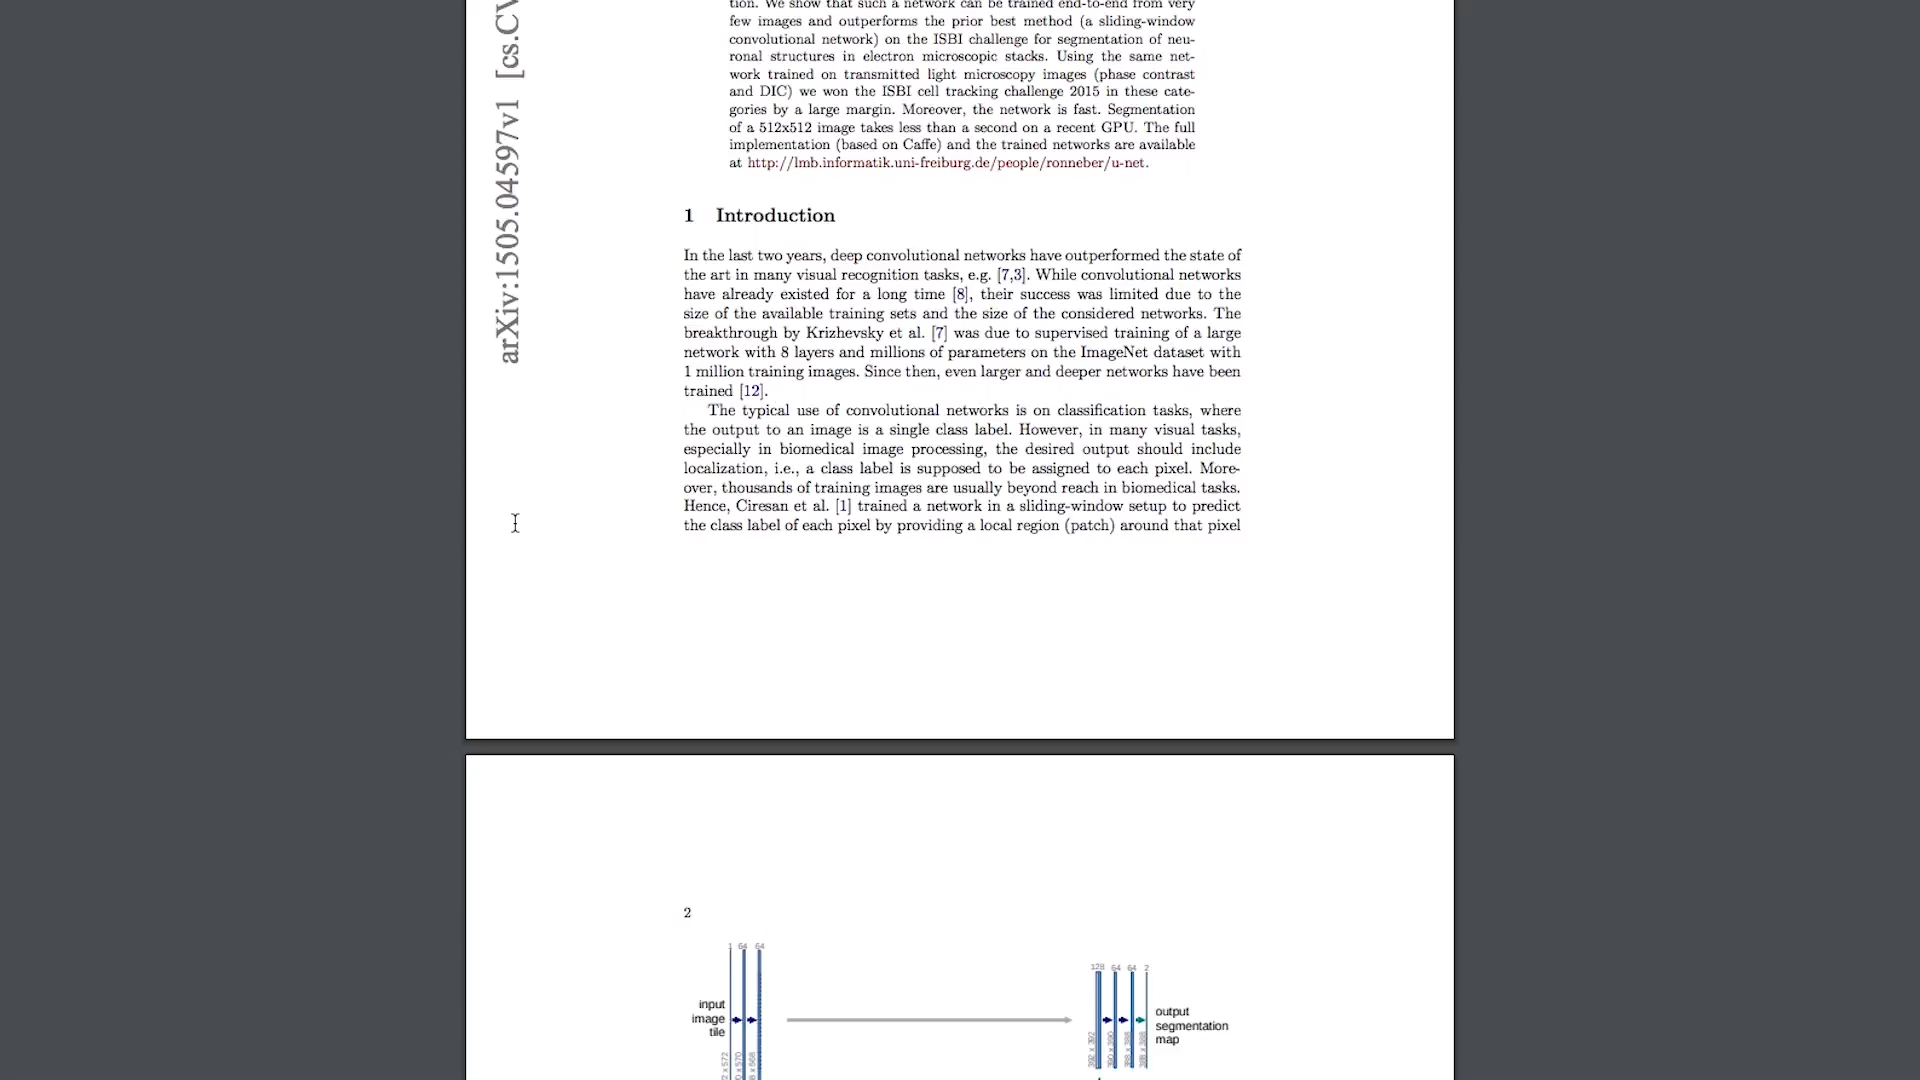 arXiv:1505.04597v1 [cs.CV
tion. We show that such a network can be trained end-to-end from very
few images and outperforms the prior best method (a sliding-window
convolutional network) on the ISBI challenge for segmentation of neu-
ronal structures in electron microscopic stacks. Using the same net-
work trained on transmitted light microscopy images (phase contrast
and DIC) we won the ISBI cell tracking challenge 2015 in these cate-
gories by a large margin. Moreover, the network is fast. Segmentation
of a 512x512 image takes less than a second on a recent GPU. The full
implementation (based on Caffe) and the trained networks are available
at http://lmb.informatik.uni-freiburg.de/people/ronneber/u-net.
1 Introduction
In the last two years, deep convolutional networks have outperformed the state of
the art in many visual recognition tasks, e.g. [7,3]. While convolutional networks
have already existed for a long time [8], their success was limited due to the
size of the available training sets and the size of the considered networks. The
breakthrough by Krizhevsky et al. [7] was due to supervised training of a large
network with 8 layers and millions of parameters on the ImageNet dataset with
1 million training images. Since then, even larger and deeper networks have been
trained [12].
The typical use of convolutional networks is on classification tasks, where
the output to an image is a single class label. However, in many visual tasks,
especially in biomedical image processing, the desired output should include
localization, i.e., a class label is supposed to be assigned to each pixel. More-
over, thousands of training images are usually beyond reach in biomedical tasks.
Hence, Ciresan et al. [1] trained a network in a sliding-window setup to predict
the class label of each pixel by providing a local region (patch) around that pixel
2
1 64 64
128 64 64 2
input
image
tile
output
segmentation
map
2 x 572
0 x 570
8 x 568
392 x 392
390 x 390
388 x 388
388 x 388